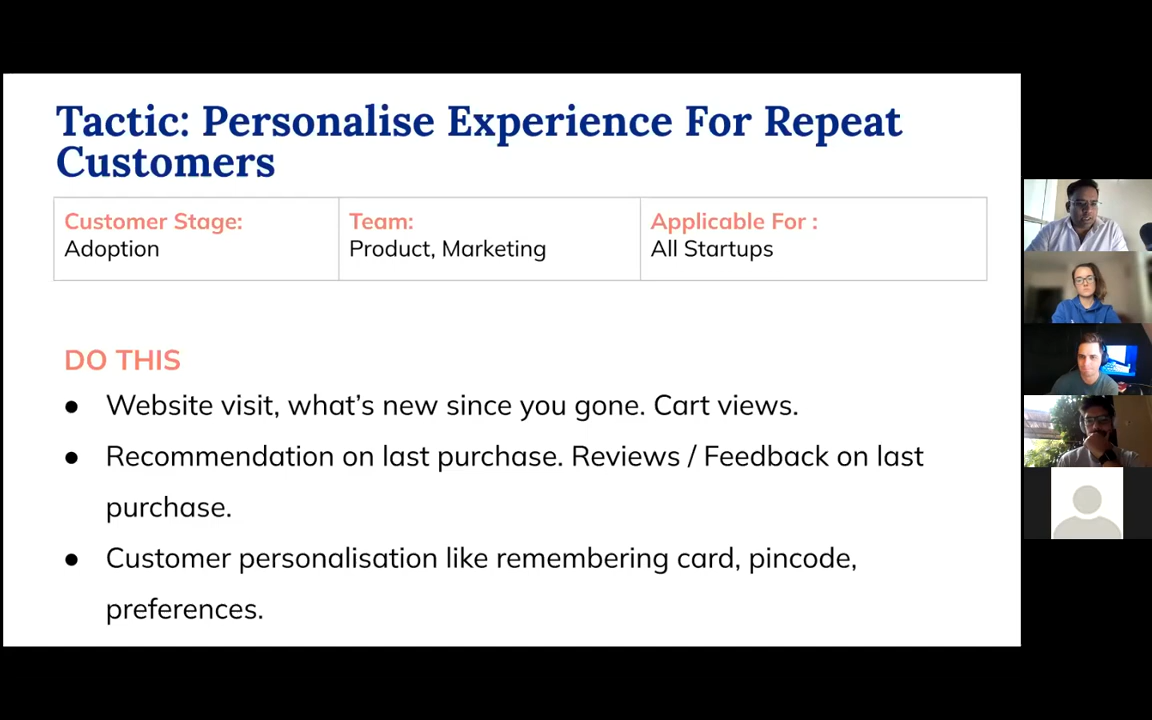 Tactic: Personalise Experience For Repeat
Customers
Customer Stage:
Adoption
Team:
Product, Marketing
Applicable For :
All Startups
DO THIS
● Website visit, what's new since you gone. Cart views.
● Recommendation on last purchase. Reviews / Feedback on last
purchase.
● Customer personalisation like remembering card, pincode,
preferences.